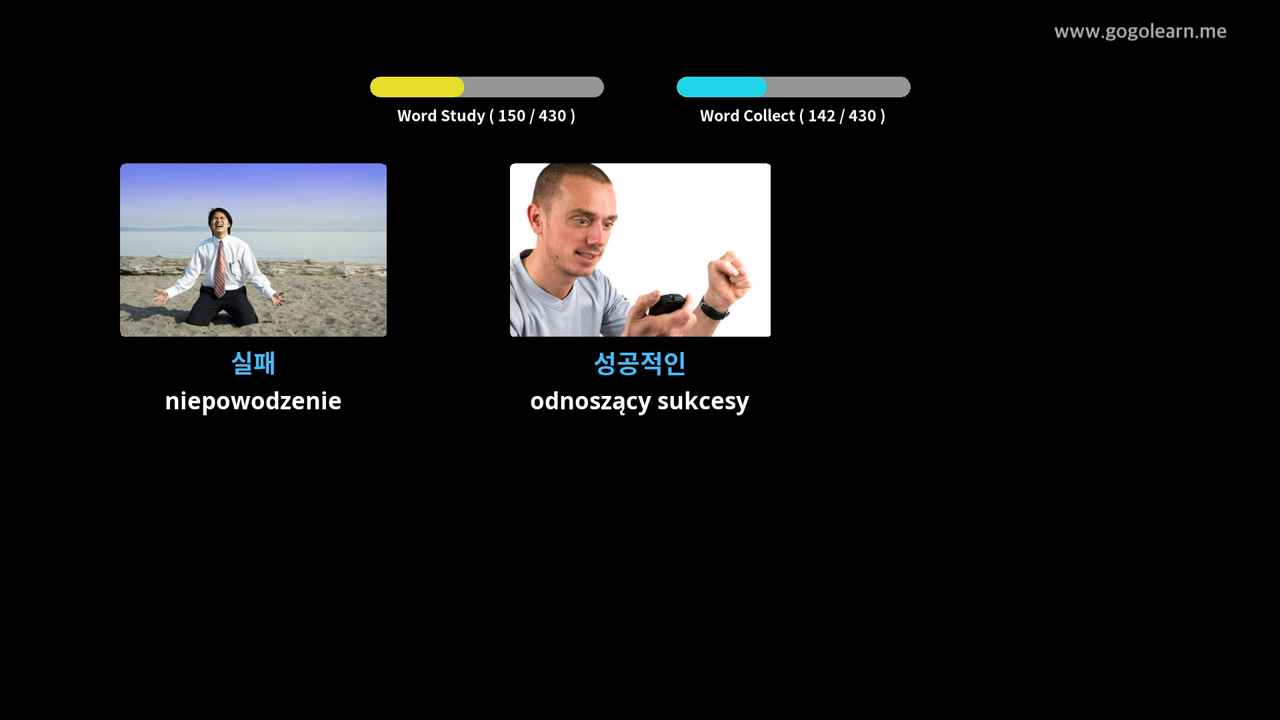 www.gogolearn.me
Word Study ( 150 / 430 )
Word Collect ( 142 / 430 )
실패
niepowodzenie
성공적인
odnoszący sukcesy